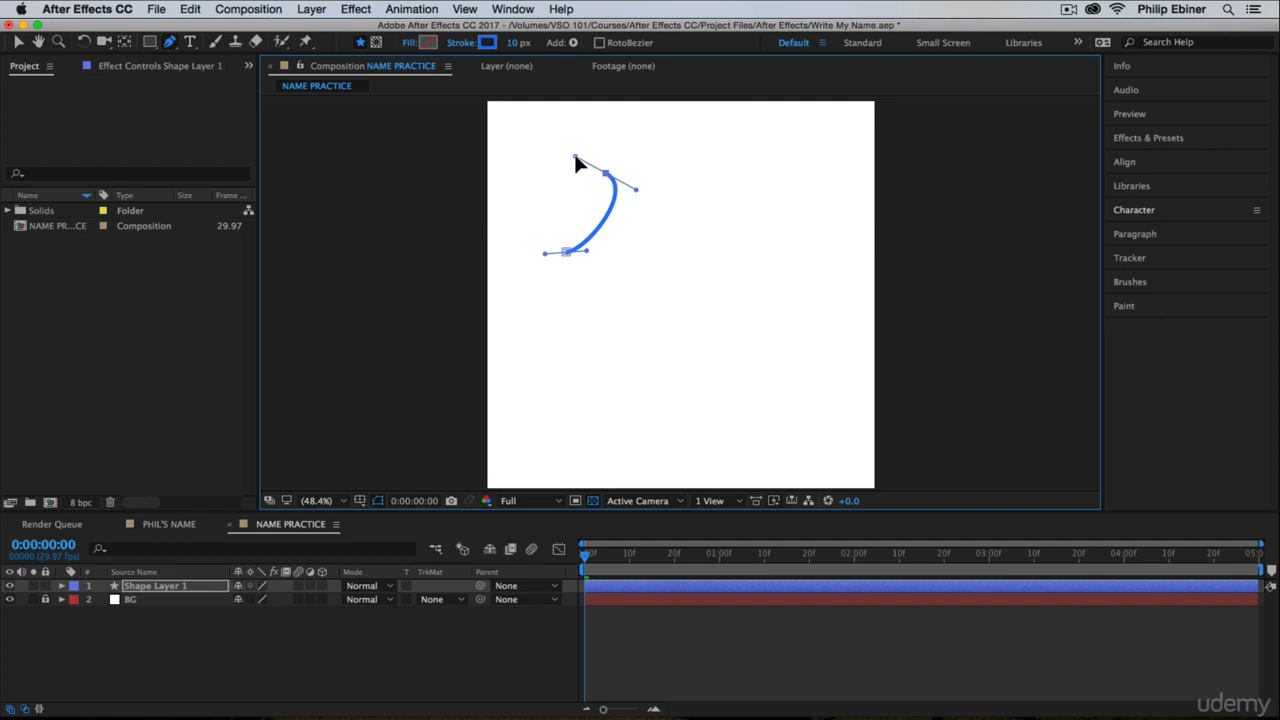 After Effects CC File Edit Composition Layer Effect Animation View Window Help Philip Ebiner
Adobe After Effects CC 2017 - /Volumes/VSO 101/Courses/After Effects CC/Project Files/After Effects/Write My Name.aep *
Fill: Stroke: 10 px Add: RotoBezier Default Standard Small Screen Libraries Search Help
Project Effect Controls Shape Layer 1 Composition NAME PRACTICE Layer (none) Footage (none) Info
NAME PRACTICE
Audio
Preview
Effects & Presets
Align
Libraries
Character
Paragraph
Tracker
Brushes
Paint
Name Type Size Frame ...
Solids Folder
NAME PR...CE Composition 29.97
8 bpc (48.4%) 0:00:00:00 Full Active Camera 1 View +0.0
Render Queue PHIL'S NAME NAME PRACTICE
0:00:00:00
00000 (29.97 fps)
:00f 10f 20f 01:00f 10f 20f 02:00f 10f 20f 03:00f 10f 20f 04:00f 10f 20f 05:0
# Source Name fx Mode T TrkMat Parent
1 Shape Layer 1 Normal None
2 BG Normal None None
udemy